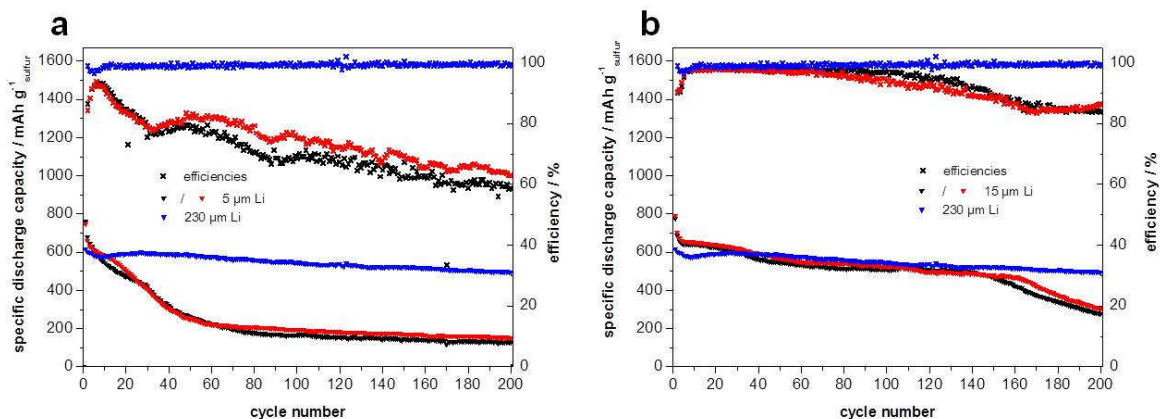 a
specific discharge capacity / mAh g⁻¹ sulfur
1600
1400
1200
1000
800
600
400
200
0
100
80
60
40
20
0
efficiency / %
efficiencies
/ 5 µm Li
230 µm Li
0 20 40 60 80 100 120 140 160 180 200
cycle number
b
specific discharge capacity / mAh g⁻¹ sulfur
1600
1400
1200
1000
800
600
400
200
0
100
80
60
40
20
0
efficiency / %
efficiencies
/ 15 µm Li
230 µm Li
0 20 40 60 80 100 120 140 160 180 200
cycle number